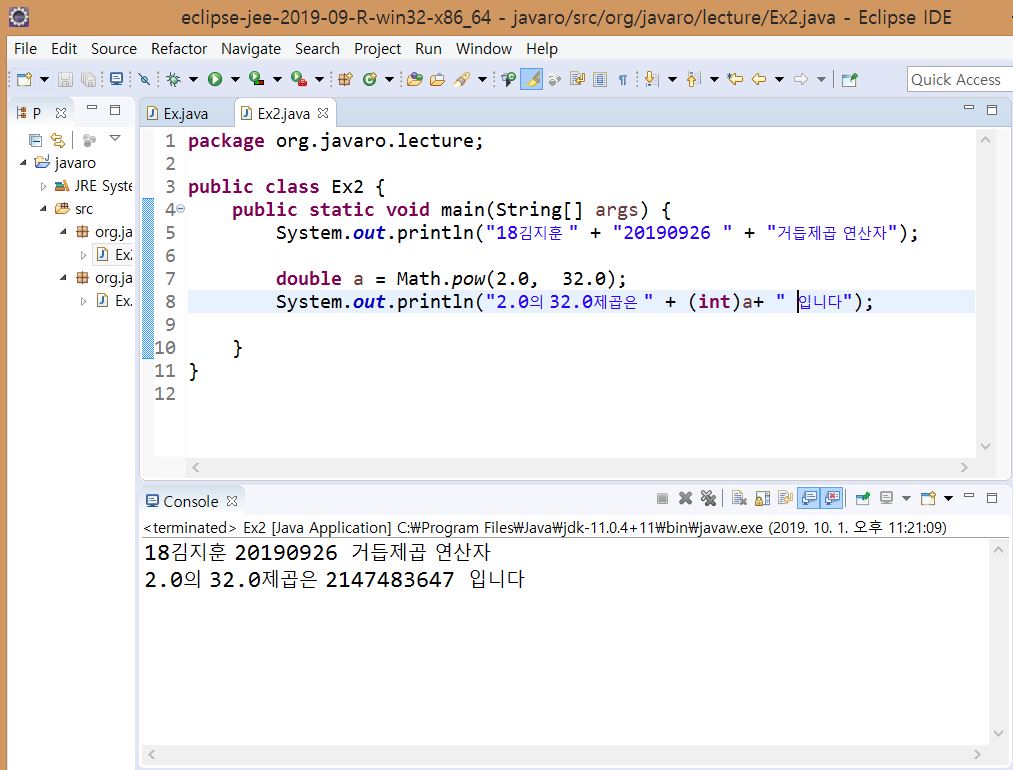 eclipse-jee-2019-09-R-win32-x86_64 - javaro/src/org/javaro/lecture/Ex2.java - Eclipse IDE
File Edit Source Refactor Navigate Search Project Run Window Help
Quick Access
P
Ex.java
Ex2.java
javaro
JRE Syste
src
org.ja
Ex2
org.ja
Ex.
1 package org.javaro.lecture;
2
3 public class Ex2 {
4 public static void main(String[] args) {
5 System.out.println("18김지훈 " + "20190926 " + "거듭제곱 연산자");
6
7 double a = Math.pow(2.0,  32.0);
8 System.out.println("2.0의 32.0제곱은 " + (int)a+ " 입니다");
9
10 }
11 }
12
Console
<terminated> Ex2 [Java Application] C:₩Program Files₩Java₩jdk-11.0.4+11₩bin₩javaw.exe (2019. 10. 1. 오후 11:21:09)
18김지훈 20190926 거듭제곱 연산자
2.0의 32.0제곱은 2147483647 입니다